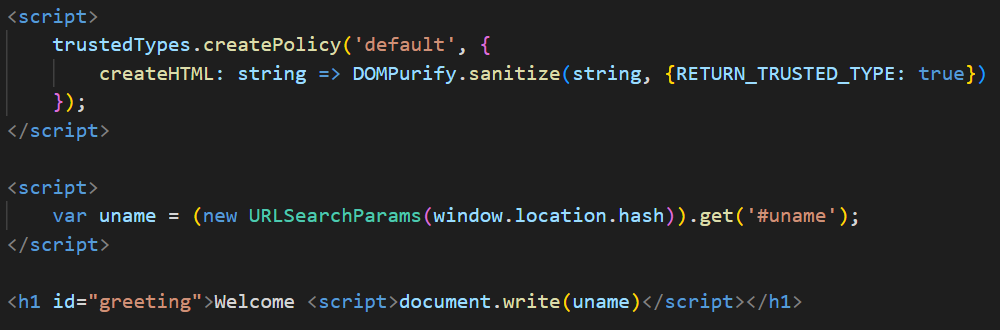 <script>
trustedTypes.createPolicy('default', {
createHTML: string => DOMPurify.sanitize(string, {RETURN_TRUSTED_TYPE: true})
});
</script>
<script>
var uname = (new URLSearchParams(window.location.hash)).get('#uname');
</script>
<h1 id="greeting">Welcome <script>document.write(uname)</script></h1>